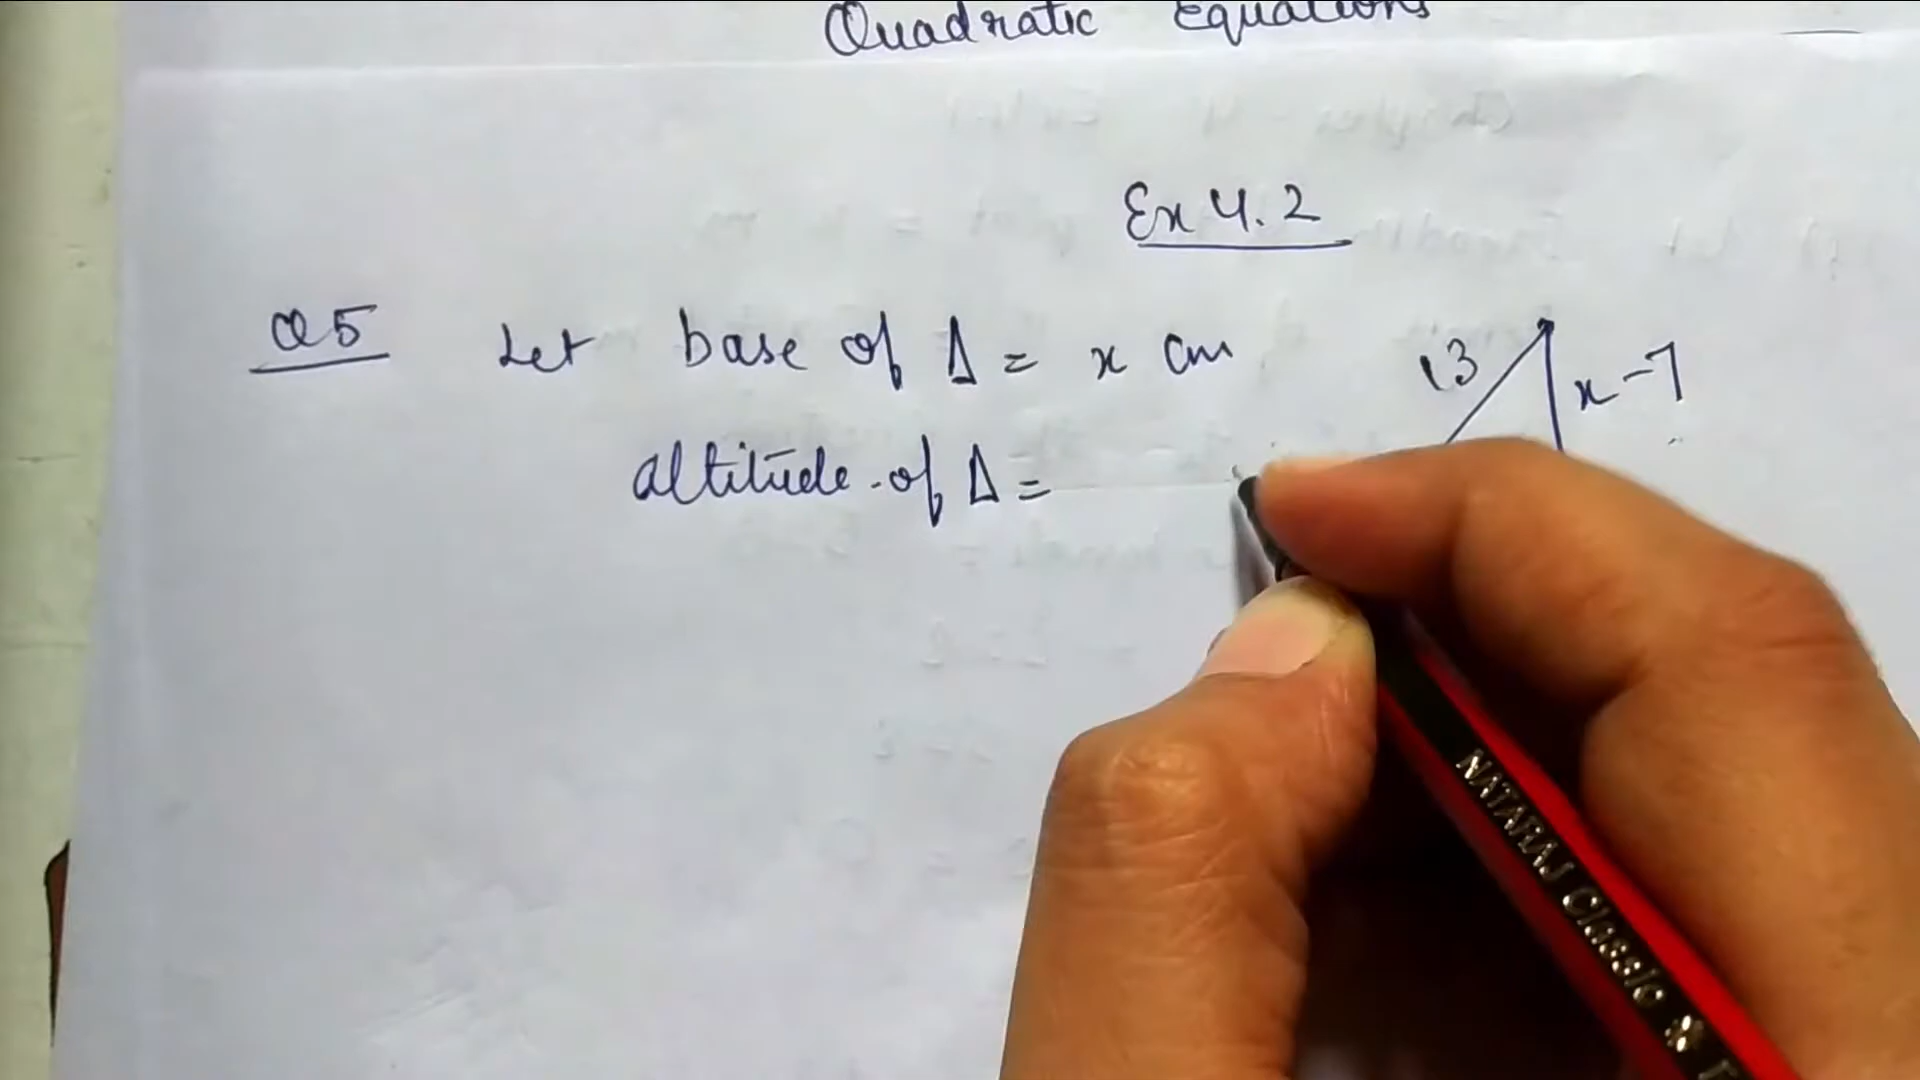 Quadratic Equations
Ex 4.2
Q5 Let base of Δ = x cm
13
x - 7
altitude of Δ =
NATARAJ Classic